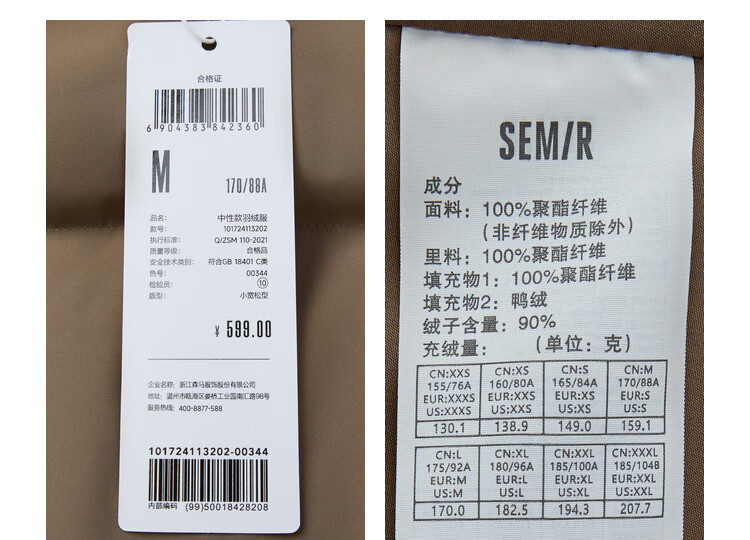 合格证
6 904383 842360
M 170/88A
品名: 中性款羽绒服
款号: 101724113202
执行标准: Q/ZSM 110-2021
质量等级: 合格品
安全技术类别: 符合GB 18401 C类
色号: 00344
检验员: 10
版型: 小宽松型
¥ 599.00
企业名称: 浙江森马服饰股份有限公司
地址: 温州市瓯海区娄桥工业园南汇路98号
服务热线: 400-8877-588
101724113202-00344
内部编码 (99)50018428208
SEM/R
成分
面料: 100%聚酯纤维
(非纤维物质除外)
里料: 100%聚酯纤维
填充物1: 100%聚酯纤维
填充物2: 鸭绒
绒子含量: 90%
充绒量: (单位: 克)
CN:XXS CN:XS CN:S CN:M
155/76A 160/80A 165/84A 170/88A
EUR:XXXS EUR:XXS EUR:XS EUR:S
US:XXXS US:XXS US:XS US:S
130.1 138.9 149.0 159.1
CN:L CN:XL CN:XXL CN:XXXL
175/92A 180/96A 185/100A 185/104B
EUR:M EUR:L EUR:XL EUR:XXL
US:M US:L US:XL US:XXL
170.0 182.5 194.3 207.7